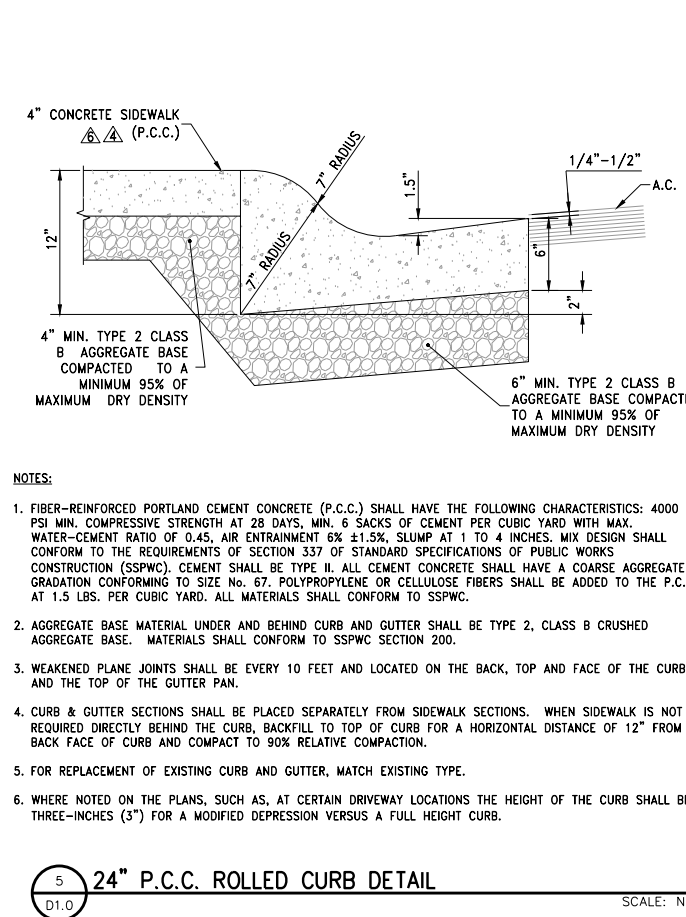 4" CONCRETE SIDEWALK
6 4 (P.C.C.)
7" RADIUS
1/4"-1/2"
1.5"
A.C.
12"
7" RADIUS
6"
2"
4" MIN. TYPE 2 CLASS
B AGGREGATE BASE
COMPACTED TO A
MINIMUM 95% OF
MAXIMUM DRY DENSITY
6" MIN. TYPE 2 CLASS B
AGGREGATE BASE
TO A MINIMUM 95% OF
MAXIMUM DRY DENSITY
NOTES:
1. FIBER-REINFORCED PORTLAND CEMENT CONCRETE (P.C.C.) SHALL HAVE THE FOLLOWING CHARACTERISTICS: 4000
PSI MIN. COMPRESSIVE STRENGTH AT 28 DAYS, MIN. 6 SACKS OF CEMENT PER CUBIC YARD WITH MAX.
WATER-CEMENT RATIO OF 0.45, AIR ENTRAINMENT 6% ±1.5%, SLUMP AT 1 TO 4 INCHES. MIX DESIGN SHALL
CONFORM TO THE REQUIREMENTS OF SECTION 337 OF STANDARD SPECIFICATIONS OF PUBLIC WORKS
CONSTRUCTION (SSPWC). CEMENT SHALL BE TYPE II. ALL CEMENT CONCRETE SHALL HAVE A COARSE AGGREGATE
GRADATION CONFORMING TO SIZE No. 67. POLYPROPYLENE OR CELLULOSE FIBERS SHALL BE ADDED TO THE P.C.
AT 1.5 LBS. PER CUBIC YARD. ALL MATERIALS SHALL CONFORM TO SSPWC.
2. AGGREGATE BASE MATERIAL UNDER AND BEHIND CURB AND GUTTER SHALL BE TYPE 2, CLASS B CRUSHED
AGGREGATE BASE. MATERIALS SHALL CONFORM TO SSPWC SECTION 200.
3. WEAKENED PLANE JOINTS SHALL BE EVERY 10 FEET AND LOCATED ON THE BACK, TOP AND FACE OF THE CURB
AND THE TOP OF THE GUTTER PAN.
4. CURB & GUTTER SECTIONS SHALL BE PLACED SEPARATELY FROM SIDEWALK SECTIONS. WHEN SIDEWALK IS NOT
REQUIRED DIRECTLY BEHIND THE CURB, BACKFILL TO TOP OF CURB FOR A HORIZONTAL DISTANCE OF 12" FROM
BACK FACE OF CURB AND COMPACT TO 90% RELATIVE COMPACTION.
5. FOR REPLACEMENT OF EXISTING CURB AND GUTTER, MATCH EXISTING TYPE.
6. WHERE NOTED ON THE PLANS, SUCH AS, AT CERTAIN DRIVEWAY LOCATIONS THE HEIGHT OF THE CURB SHALL
THREE-INCHES (3") FOR A MODIFIED DEPRESSION VERSUS A FULL HEIGHT CURB.
5
D1.0
24" P.C.C. ROLLED CURB DETAIL
SCALE: